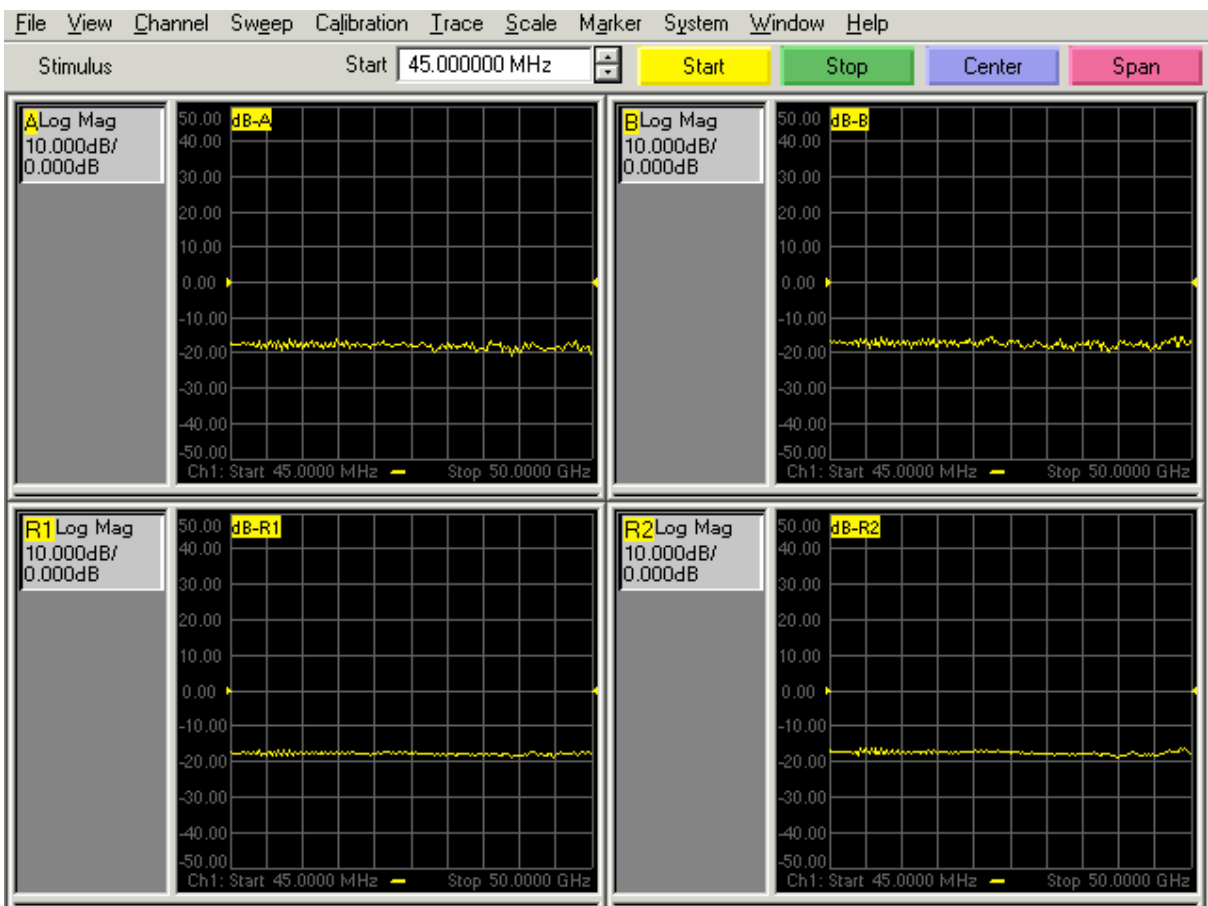 File View Channel Sweep Calibration Trace Scale Marker System Window Help
Stimulus Start 45.000000 MHz Start Stop Center Span
A Log Mag
10.000dB/
0.000dB
50.00 dB-A
40.00
30.00
20.00
10.00
0.00
-10.00
-20.00
-30.00
-40.00
-50.00
Ch1: Start 45.0000 MHz Stop 50.0000 GHz
B Log Mag
10.000dB/
0.000dB
50.00 dB-B
40.00
30.00
20.00
10.00
0.00
-10.00
-20.00
-30.00
-40.00
-50.00
Ch1: Start 45.0000 MHz Stop 50.0000 GHz
R1 Log Mag
10.000dB/
0.000dB
50.00 dB-R1
40.00
30.00
20.00
10.00
0.00
-10.00
-20.00
-30.00
-40.00
-50.00
Ch1: Start 45.0000 MHz Stop 50.0000 GHz
R2 Log Mag
10.000dB/
0.000dB
50.00 dB-R2
40.00
30.00
20.00
10.00
0.00
-10.00
-20.00
-30.00
-40.00
-50.00
Ch1: Start 45.0000 MHz Stop 50.0000 GHz